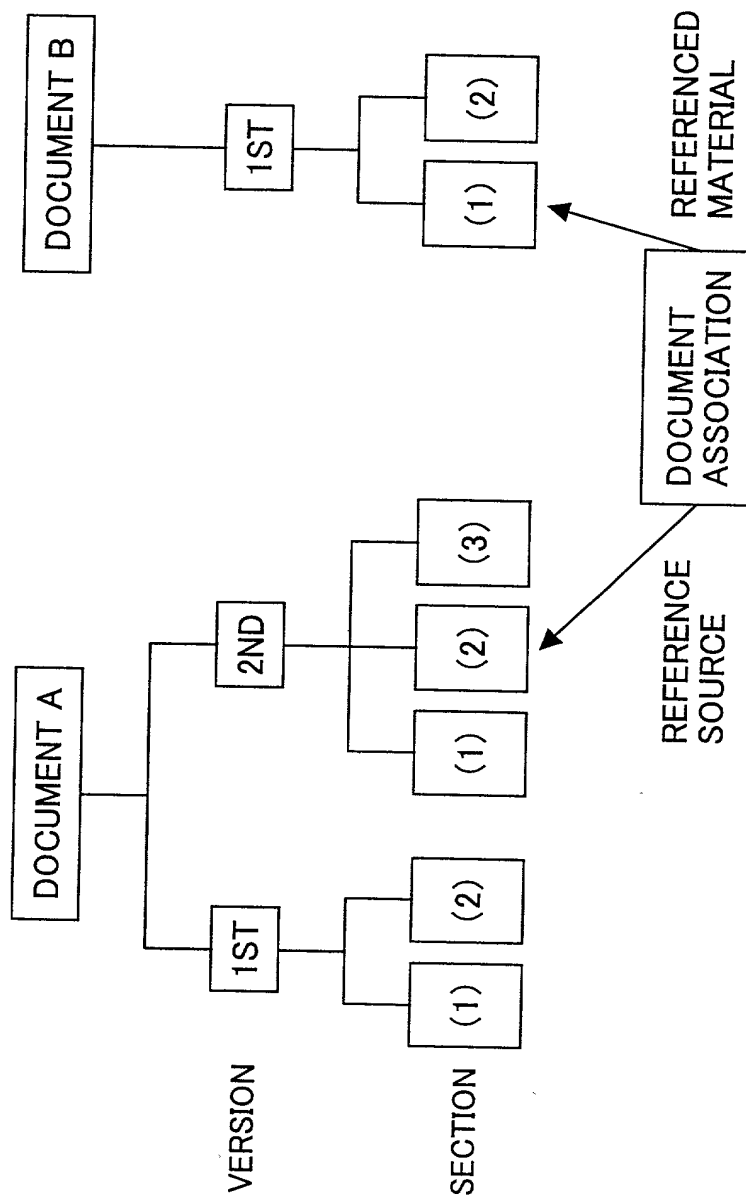 DOCUMENT A
DOCUMENT B
VERSION
1ST
2ND
1ST
SECTION
(1)
(2)
(1)
(2)
(3)
(1)
(2)
REFERENCE
SOURCE
DOCUMENT
ASSOCIATION
REFERENCED
MATERIAL